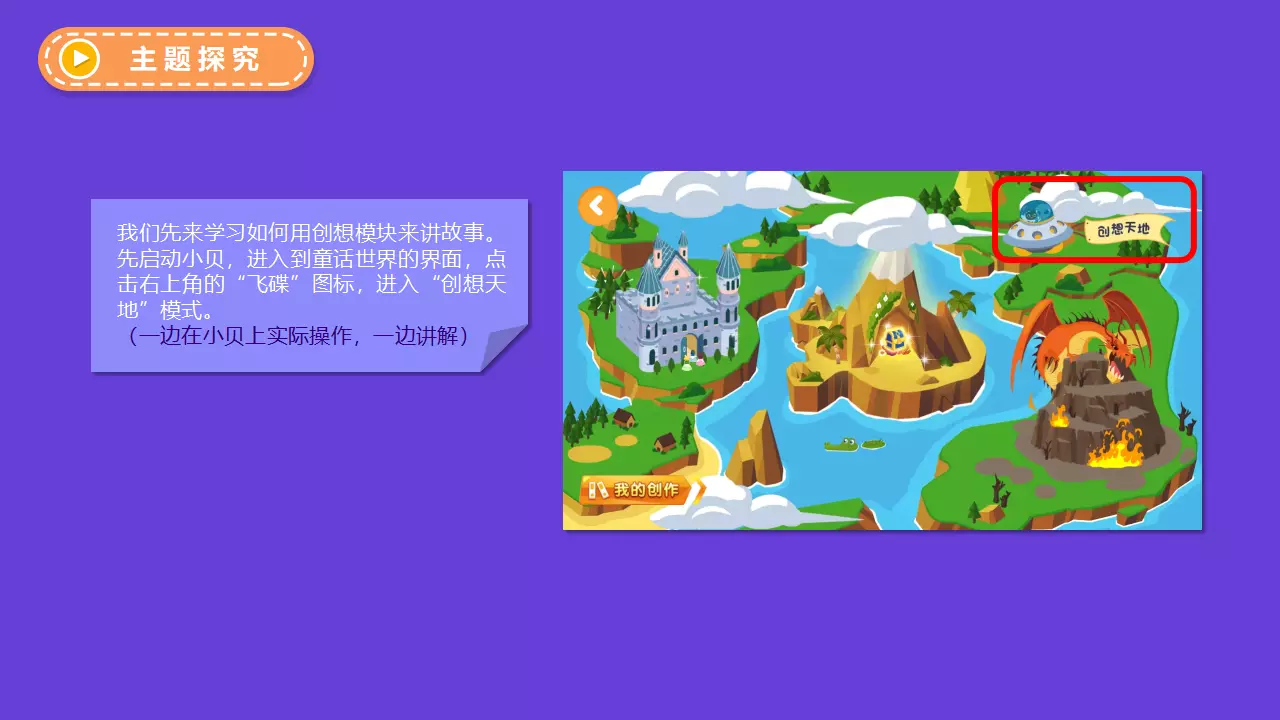 主题探究
我们先来学习如何用创想模块来讲故事。
先启动小贝，进入到童话世界的界面，点
击右上角的“飞碟”图标，进入“创想天
地”模式。
（一边在小贝上实际操作，一边讲解）
创想天地
我的创作